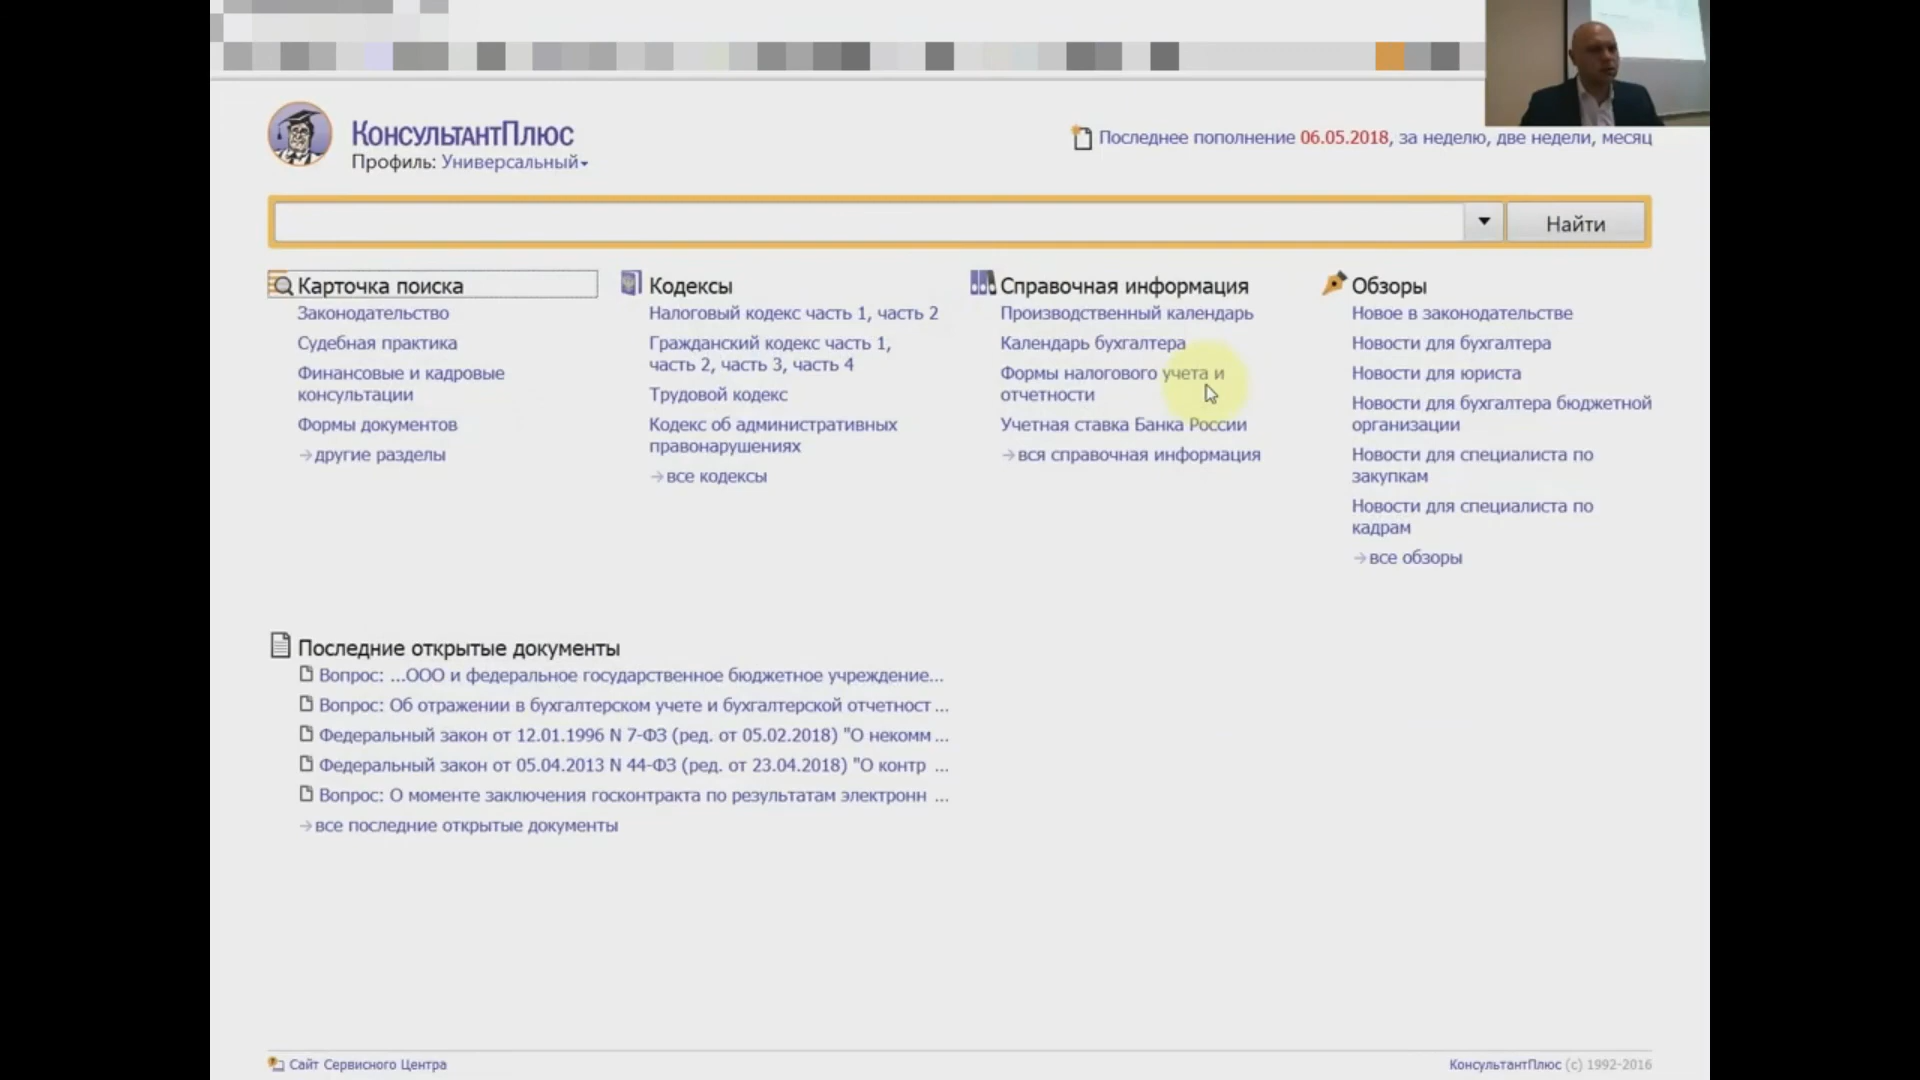 КонсультантПлюс
Профиль: Универсальный
Последнее пополнение 06.05.2018, за неделю, две недели, месяц
Найти
Карточка поиска
Законодательство
Судебная практика
Финансовые и кадровые
консультации
Формы документов
другие разделы
Кодексы
Налоговый кодекс часть 1, часть 2
Гражданский кодекс часть 1,
часть 2, часть 3, часть 4
Трудовой кодекс
Кодекс об административных
правонарушениях
все кодексы
Справочная информация
Производственный календарь
Календарь бухгалтера
Формы налогового учета и
отчетности
Учетная ставка Банка России
вся справочная информация
Обзоры
Новое в законодательстве
Новости для бухгалтера
Новости для юриста
Новости для бухгалтера бюджетной
организации
Новости для специалиста по
закупкам
Новости для специалиста по
кадрам
все обзоры
Последние открытые документы
Вопрос: ...ООО и федеральное государственное бюджетное учреждение...
Вопрос: Об отражении в бухгалтерском учете и бухгалтерской отчетност ...
Федеральный закон от 12.01.1996 N 7-ФЗ (ред. от 05.02.2018) "О некомм ...
Федеральный закон от 05.04.2013 N 44-ФЗ (ред. от 23.04.2018) "О контр ...
Вопрос: О моменте заключения госконтракта по результатам электронн ...
все последние открытые документы
Сайт Сервисного Центра
КонсультантПлюс (c) 1992-2016